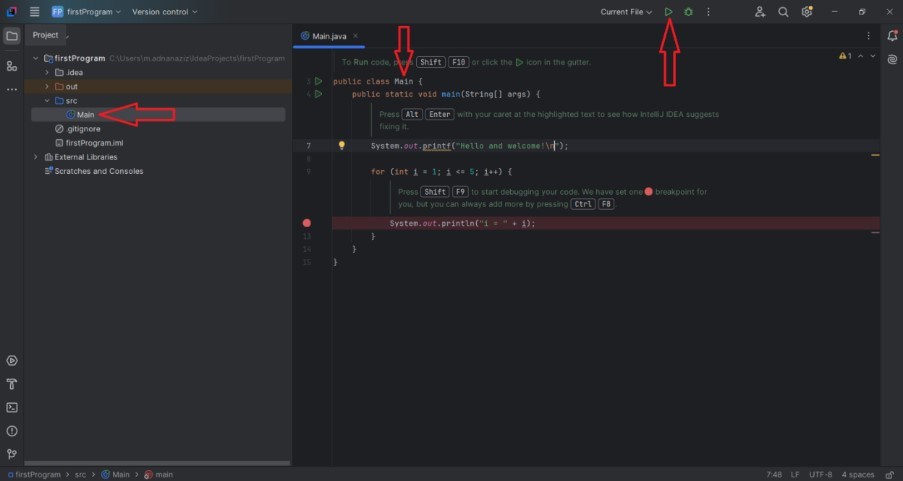 FP firstProgram Version control Current File
Project
Main.java
firstProgram C:\Users\m.adnanaziz\IdeaProjects\firstProgram
.idea
out
src
Main
.gitignore
firstProgram.iml
External Libraries
Scratches and Consoles
To Run code, press Shift F10 or click the icon in the gutter.
public class Main {
public static void main(String[] args) {
Press Alt Enter with your caret at the highlighted text to see how IntelliJ IDEA suggests
fixing it.
7 System.out.printf("Hello and welcome!\n");
8
9 for (int i = 1; i <= 5; i++) {
Press Shift F9 to start debugging your code. We have set one breakpoint for
you, but you can always add more by pressing Ctrl F8.
System.out.println("i = " + i);
13 }
14 }
15 }
1
firstProgram > src > Main > main 7:48 LF UTF-8 4 spaces